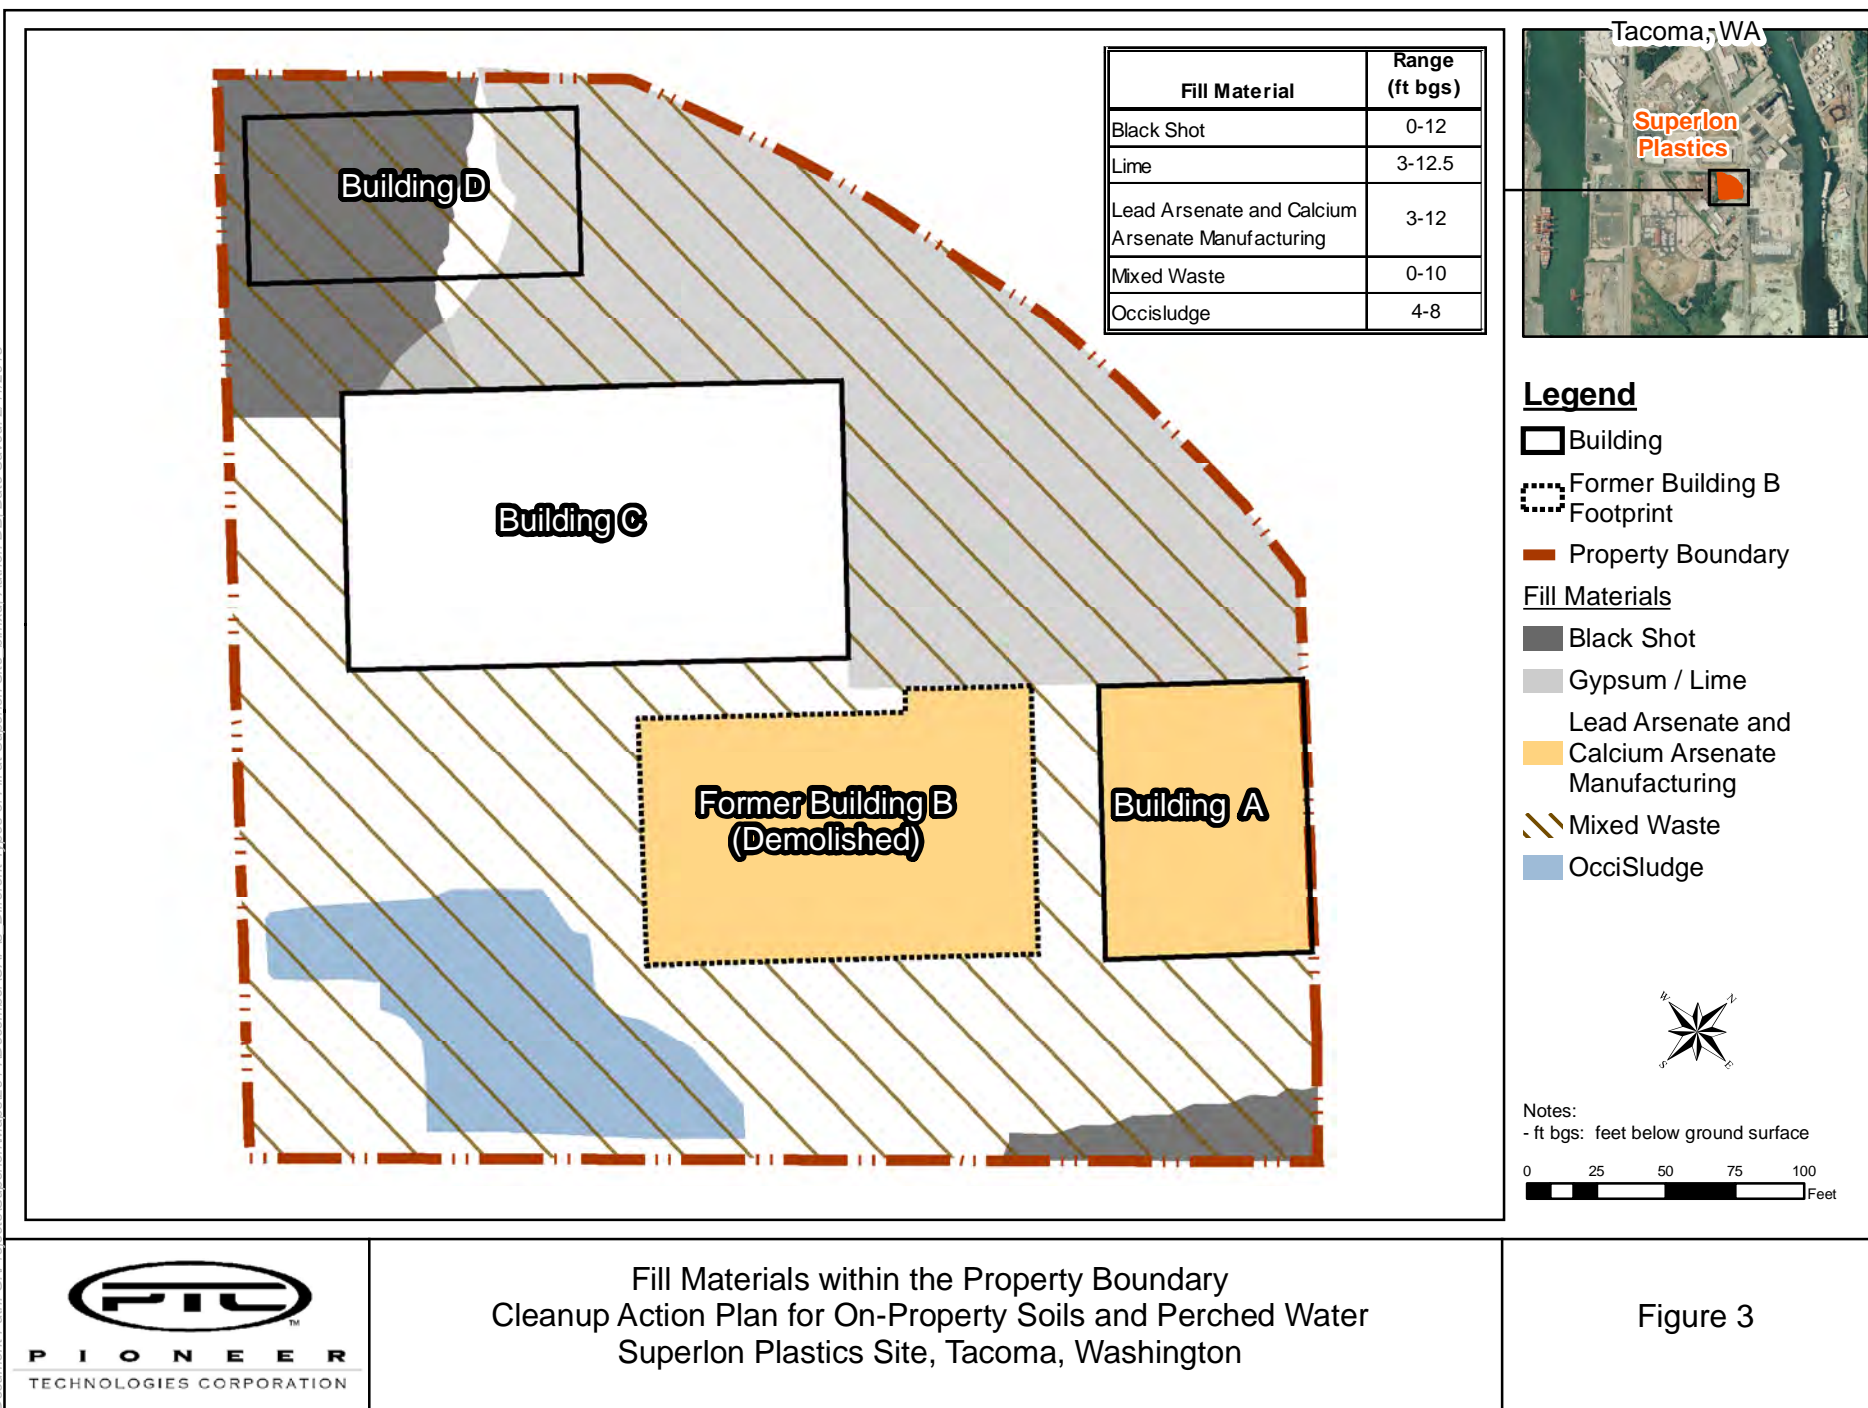 Fill Material
Range
(ft bgs)
Black Shot
0-12
Lime
3-12.5
Lead Arsenate and Calcium
Arsenate Manufacturing
3-12
Mixed Waste
0-10
Occisludge
4-8
Building D
Building C
Former Building B
(Demolished)
Building A
Tacoma, WA
Superlon
Plastics
Legend
Building
Former Building B
Footprint
Property Boundary
Fill Materials
Black Shot
Gypsum / Lime
Lead Arsenate and
Calcium Arsenate
Manufacturing
Mixed Waste
OcciSludge
W
N
S
E
Notes:
- ft bgs: feet below ground surface
0 25 50 75 100
Feet
PTC
TM
PIONEER
TECHNOLOGIES CORPORATION
Fill Materials within the Property Boundary
Cleanup Action Plan for On-Property Soils and Perched Water
Superlon Plastics Site, Tacoma, Washington
Figure 3